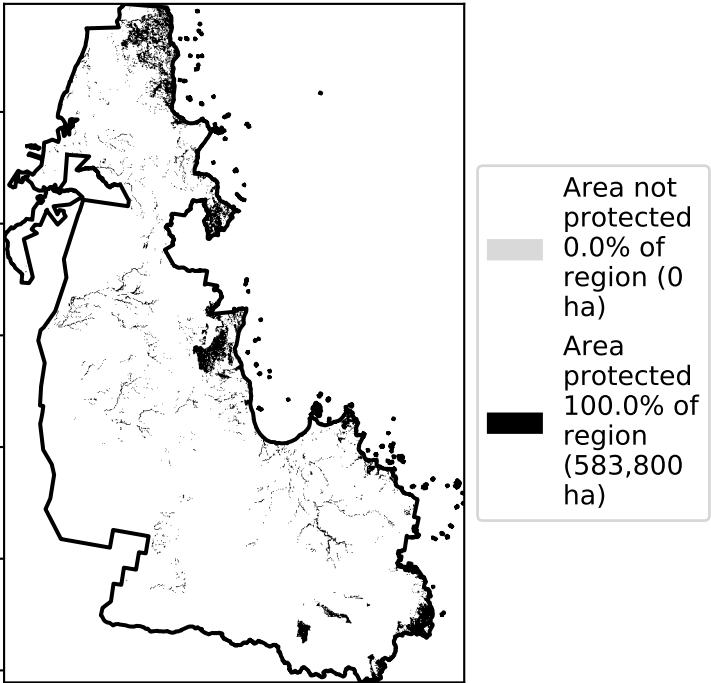 Area not
protected
0.0% of
region (0
ha)
Area
protected
100.0% of
region
(583,800
ha)